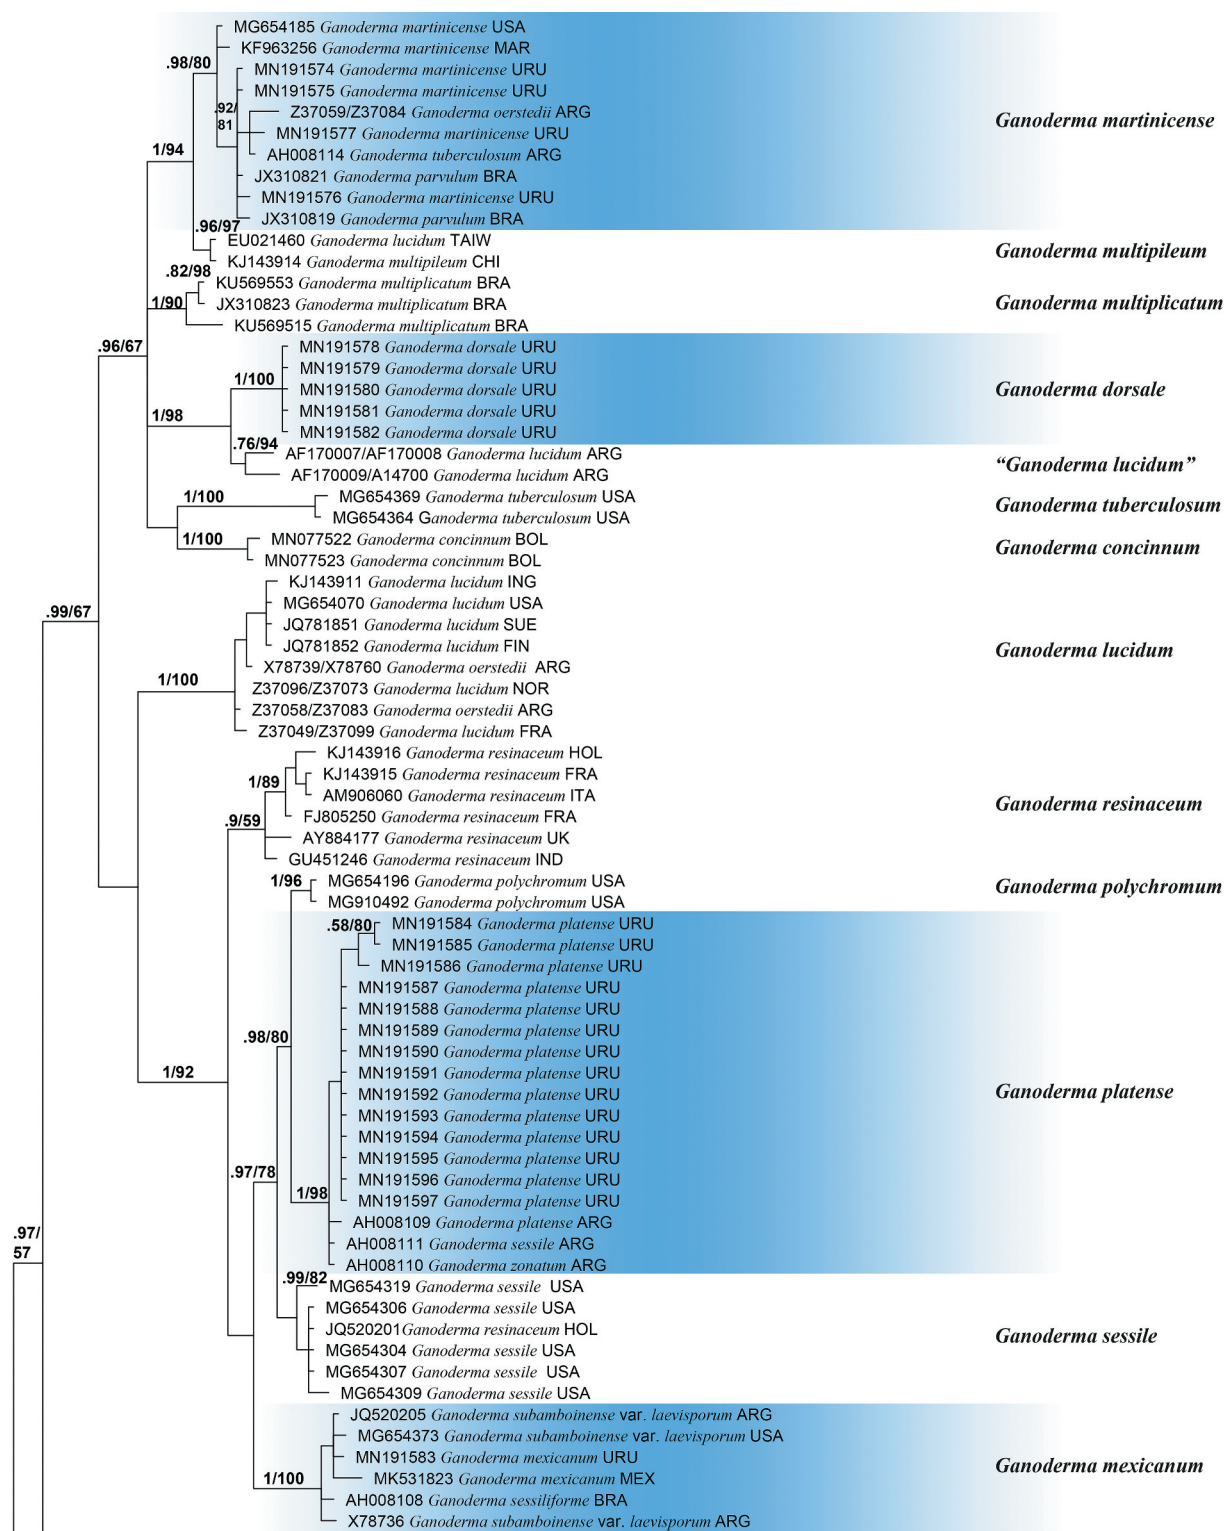 MG654185 Ganoderma martinicense USA
KF963256 Ganoderma martinicense MAR
.98/80
MN191574 Ganoderma martinicense URU
MN191575 Ganoderma martinicense URU
.92/
81
Z37059/Z37084 Ganoderma oerstedii ARG
Ganoderma martinicense
MN191577 Ganoderma martinicense URU
1/94
AH008114 Ganoderma tuberculosum ARG
JX310821 Ganoderma parvulum BRA
MN191576 Ganoderma martinicense URU
JX310819 Ganoderma parvulum BRA
.96/97
EU021460 Ganoderma lucidum TAIW
Ganoderma multipileum
KJ143914 Ganoderma multipileum CHI
.82/98
KU569553 Ganoderma multiplicatum BRA
1/90
JX310823 Ganoderma multiplicatum BRA
Ganoderma multiplicatum
KU569515 Ganoderma multiplicatum BRA
.96/67
MN191578 Ganoderma dorsale URU
MN191579 Ganoderma dorsale URU
1/100
MN191580 Ganoderma dorsale URU
Ganoderma dorsale
MN191581 Ganoderma dorsale URU
1/98
MN191582 Ganoderma dorsale URU
.76/94
AF170007/AF170008 Ganoderma lucidum ARG
“Ganoderma lucidum”
AF170009/A14700 Ganoderma lucidum ARG
1/100
MG654369 Ganoderma tuberculosum USA
Ganoderma tuberculosum
MG654364 Ganoderma tuberculosum USA
1/100
MN077522 Ganoderma concinnum BOL
Ganoderma concinnum
MN077523 Ganoderma concinnum BOL
KJ143911 Ganoderma lucidum ING
MG654070 Ganoderma lucidum USA
.99/67
JQ781851 Ganoderma lucidum SUE
JQ781852 Ganoderma lucidum FIN
Ganoderma lucidum
X78739/X78760 Ganoderma oerstedii ARG
1/100
Z37096/Z37073 Ganoderma lucidum NOR
Z37058/Z37083 Ganoderma oerstedii ARG
Z37049/Z37099 Ganoderma lucidum FRA
KJ143916 Ganoderma resinaceum HOL
1/89
KJ143915 Ganoderma resinaceum FRA
AM906060 Ganoderma resinaceum ITA
Ganoderma resinaceum
.9/59
FJ805250 Ganoderma resinaceum FRA
AY884177 Ganoderma resinaceum UK
GU451246 Ganoderma resinaceum IND
1/96
MG654196 Ganoderma polychromum USA
Ganoderma polychromum
MG910492 Ganoderma polychromum USA
.58/80
MN191584 Ganoderma platense URU
MN191585 Ganoderma platense URU
MN191586 Ganoderma platense URU
MN191587 Ganoderma platense URU
MN191588 Ganoderma platense URU
.98/80
MN191589 Ganoderma platense URU
MN191590 Ganoderma platense URU
1/92
MN191591 Ganoderma platense URU
Ganoderma platense
MN191592 Ganoderma platense URU
MN191593 Ganoderma platense URU
MN191594 Ganoderma platense URU
MN191595 Ganoderma platense URU
.97/78
MN191596 Ganoderma platense URU
1/98
MN191597 Ganoderma platense URU
AH008109 Ganoderma platense ARG
.97/
57
AH008111 Ganoderma sessile ARG
AH008110 Ganoderma zonatum ARG
.99/82
MG654319 Ganoderma sessile USA
MG654306 Ganoderma sessile USA
JQ520201Ganoderma resinaceum HOL
Ganoderma sessile
MG654304 Ganoderma sessile USA
MG654307 Ganoderma sessile USA
MG654309 Ganoderma sessile USA
JQ520205 Ganoderma subamboinense var. laevisporum ARG
MG654373 Ganoderma subamboinense var. laevisporum USA
MN191583 Ganoderma mexicanum URU
Ganoderma mexicanum
1/100
MK531823 Ganoderma mexicanum MEX
AH008108 Ganoderma sessiliforme BRA
X78736 Ganoderma subamboinense var. laevisporum ARG